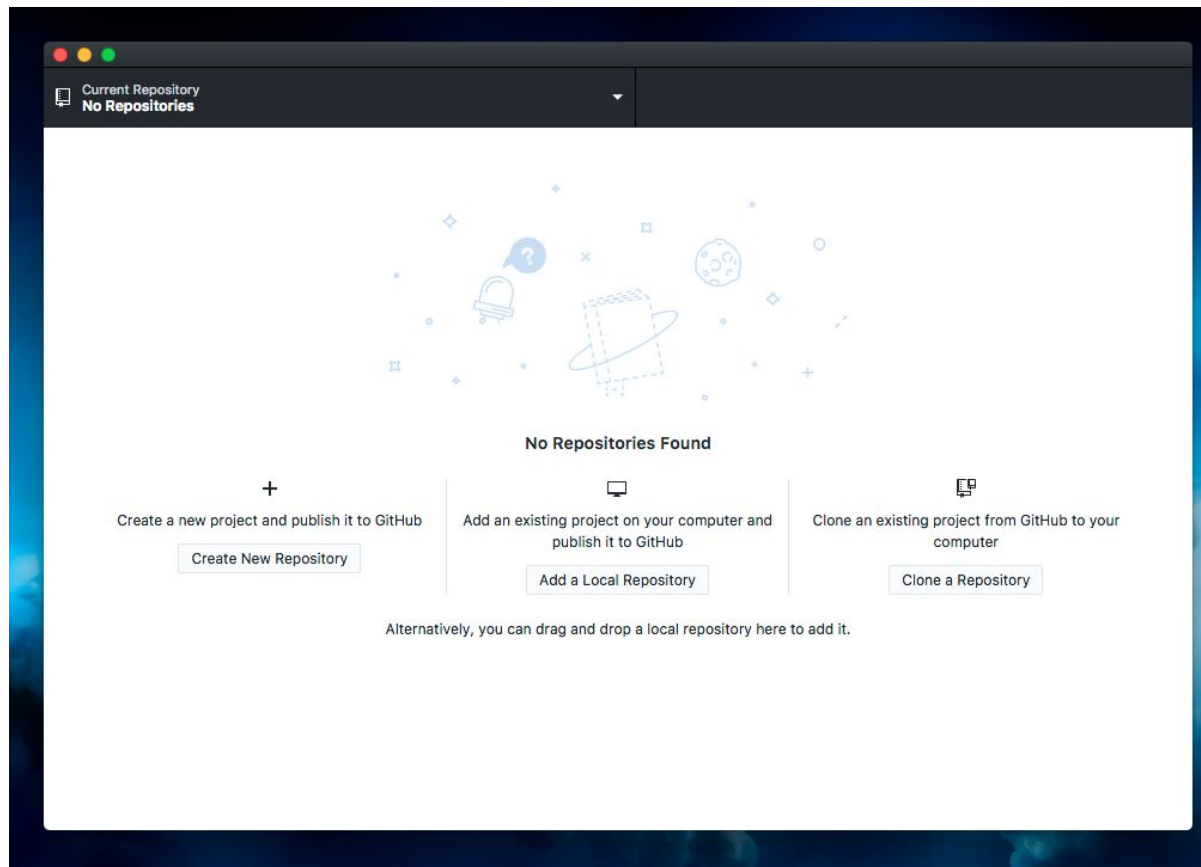 Current Repository
No Repositories
?
No Repositories Found
Create a new project and publish it to GitHub
Create New Repository
Add an existing project on your computer and
publish it to GitHub
Add a Local Repository
Clone an existing project from GitHub to your
computer
Clone a Repository
Alternatively, you can drag and drop a local repository here to add it.